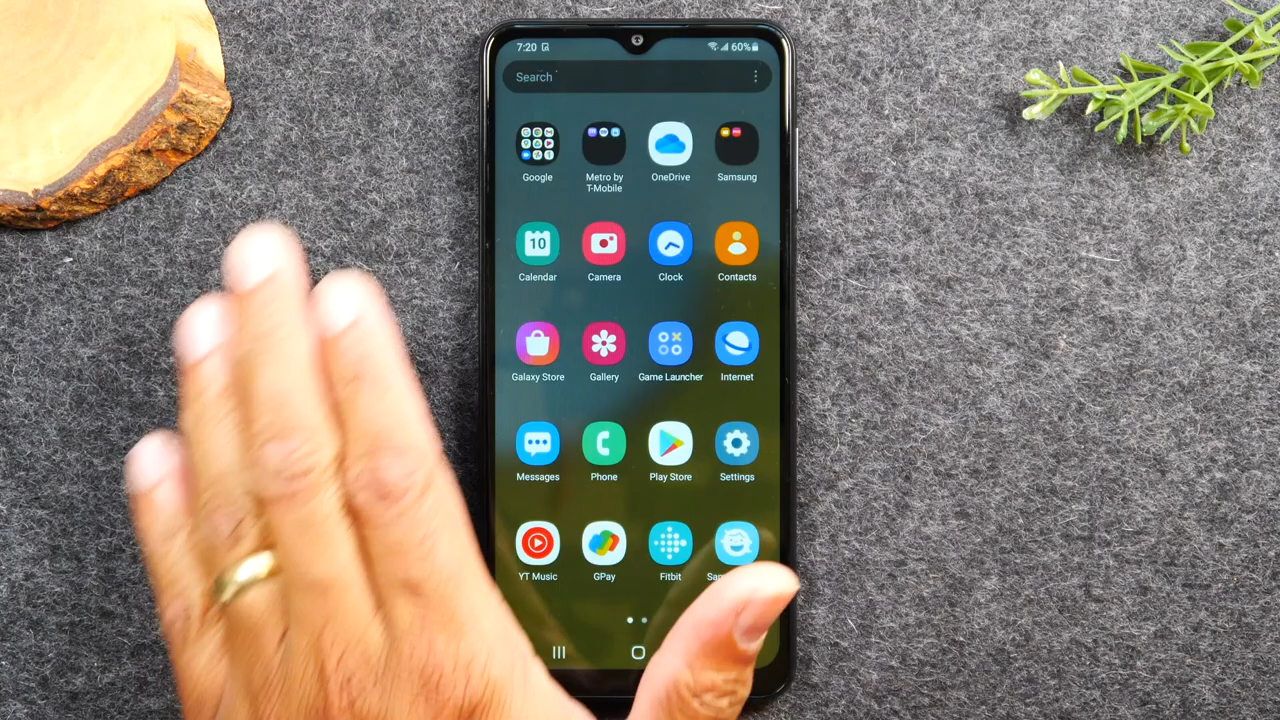 7:20 60%
Search
Google Metro by T-Mobile OneDrive Samsung
10
Calendar Camera Clock Contacts
Galaxy Store Gallery Game Launcher Internet
Messages Phone Play Store Settings
YT Music GPay Fitbit